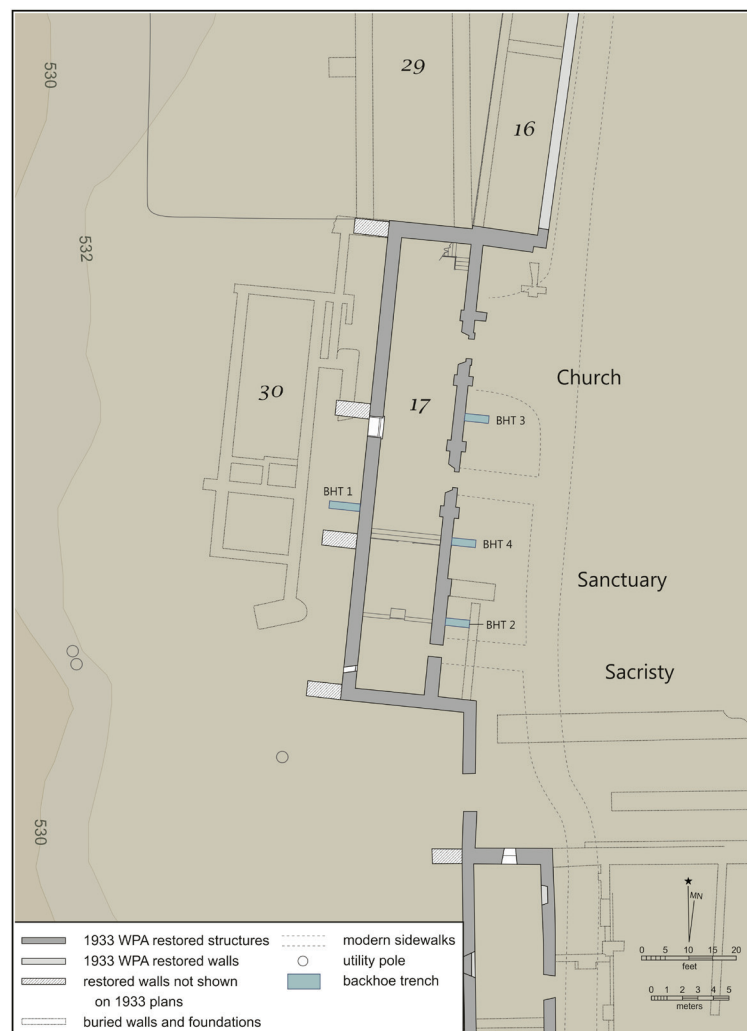 29
16
530
532
Church
30
17
BHT 3
BHT 1
BHT 4
Sanctuary
BHT 2
Sacristy
530
MN
0 5 10 15 20
feet
0 1 2 3 4 5
meters
1933 WPA restored structures
1933 WPA restored walls
restored walls not shown
on 1933 plans
buried walls and foundations
modern sidewalks
utility pole
backhoe trench